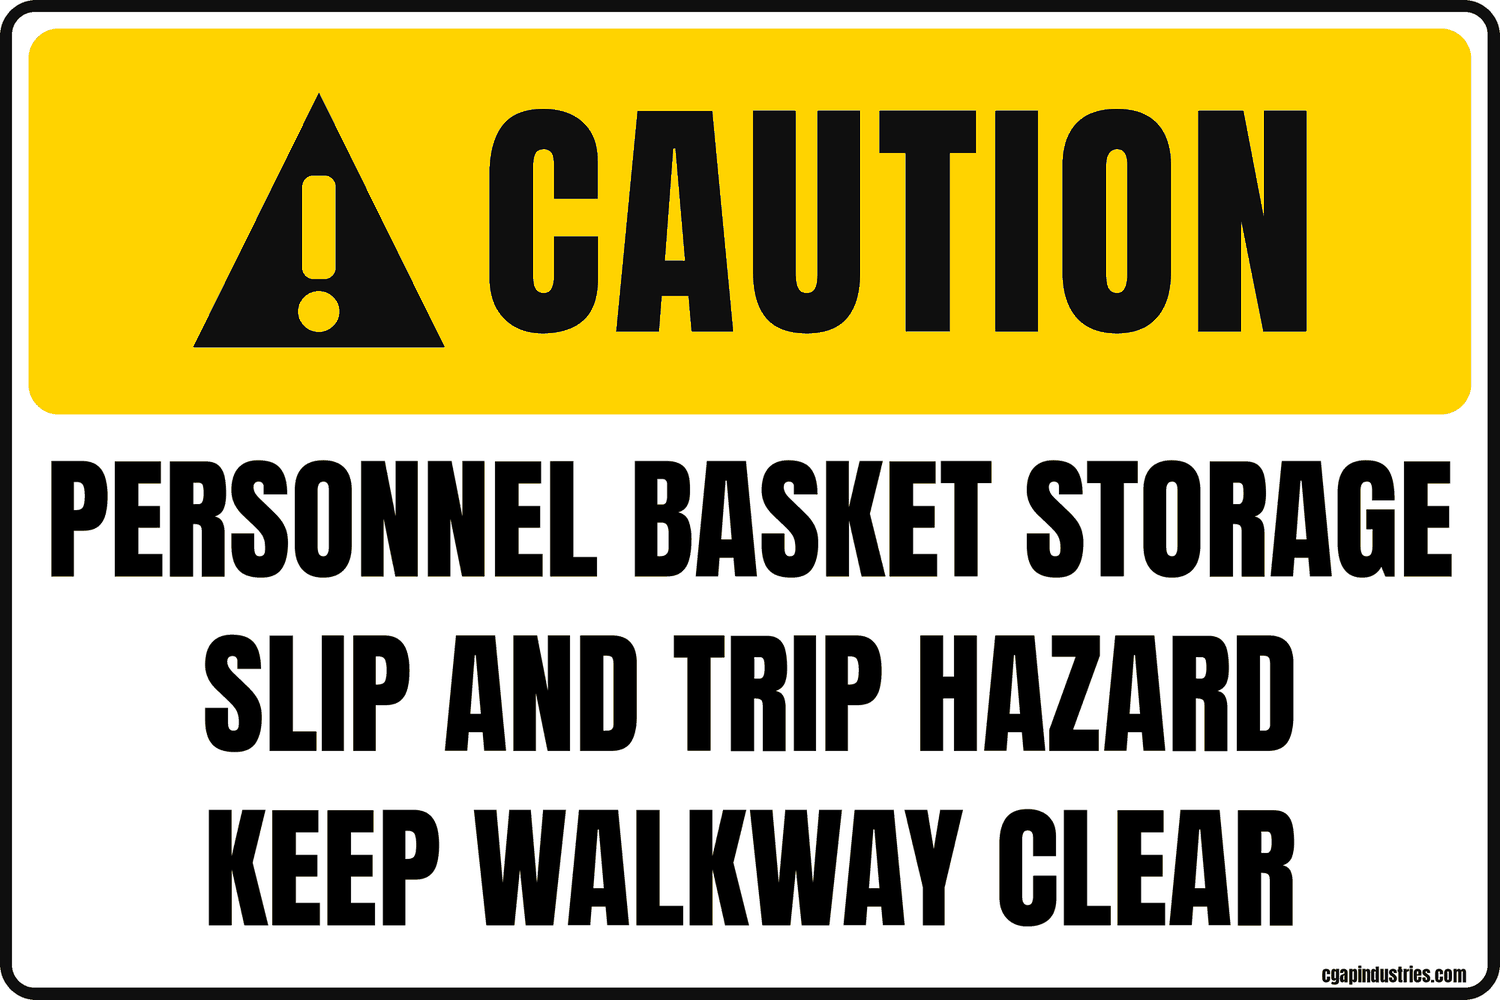 CAUTION
PERSONNEL BASKET STORAGE
SLIP AND TRIP HAZARD
KEEP WALKWAY CLEAR
cgapindustries.com